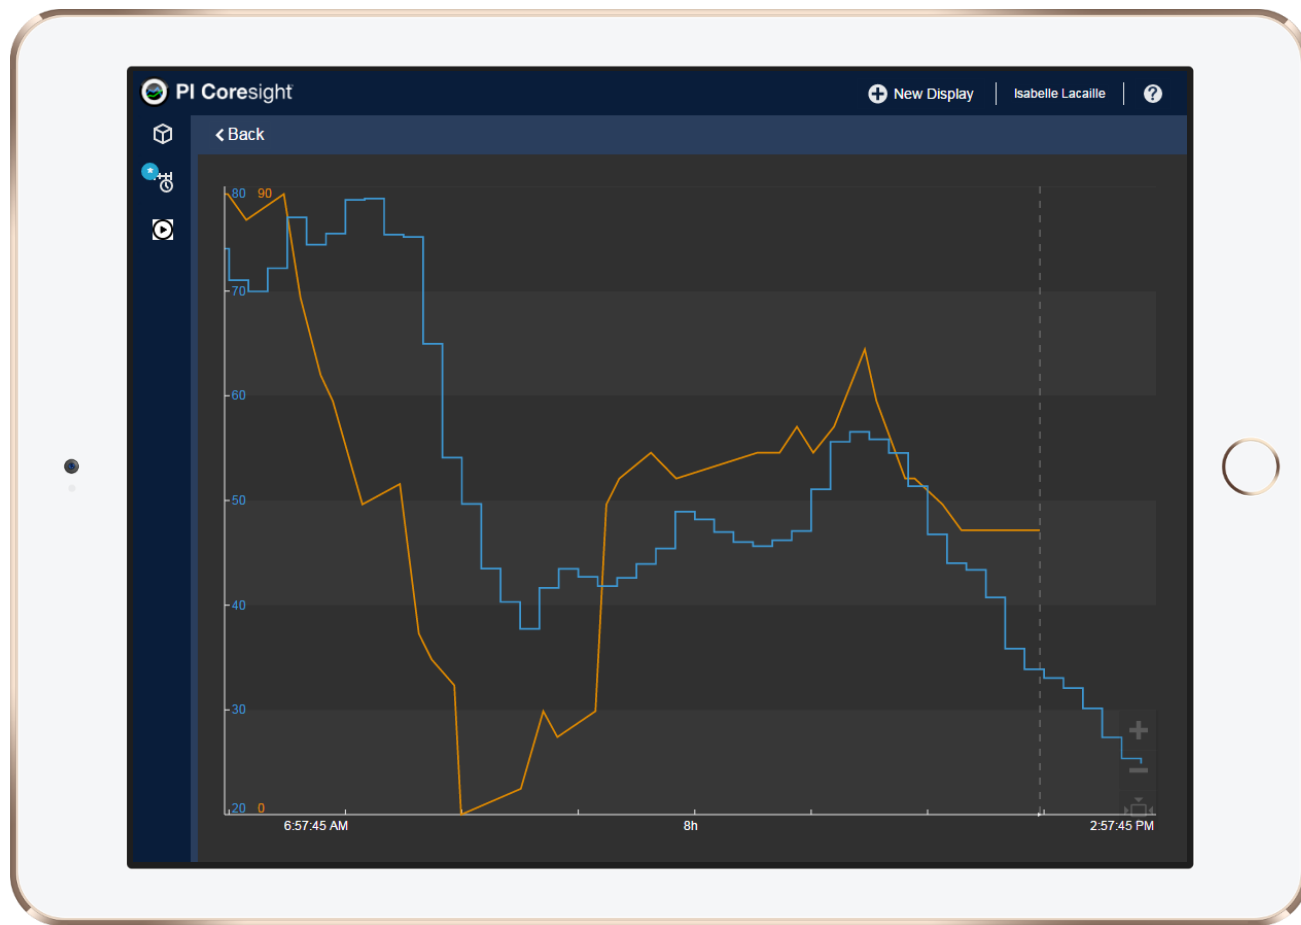 PI Coresight
New Display
Isabelle Lacaille
?
Back
*
80 90
70
60
50
40
30
20 0
6:57:45 AM
8h
2:57:45 PM